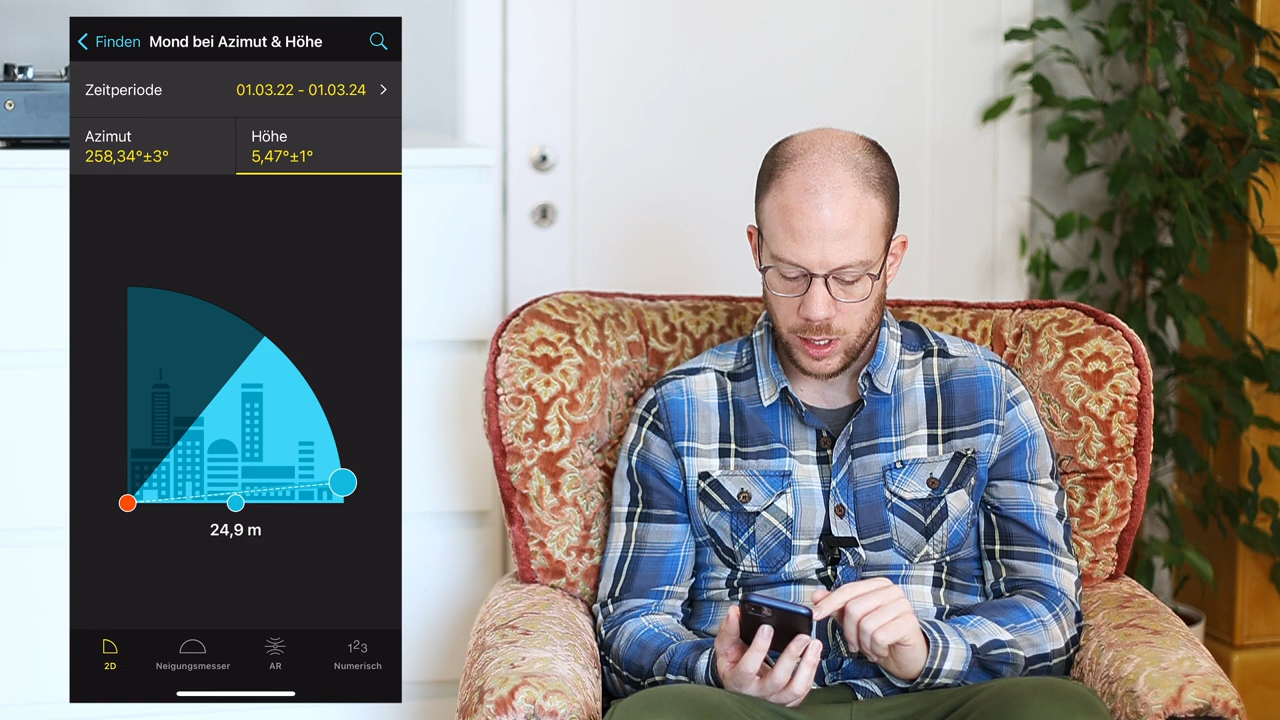 Finden Mond bei Azimut & Höhe
Zeitperiode 01.03.22 - 01.03.24
Azimut Höhe
258,34°±3° 5,47°±1°
24,9 m
2D Neigungsmesser AR 123 Numerisch